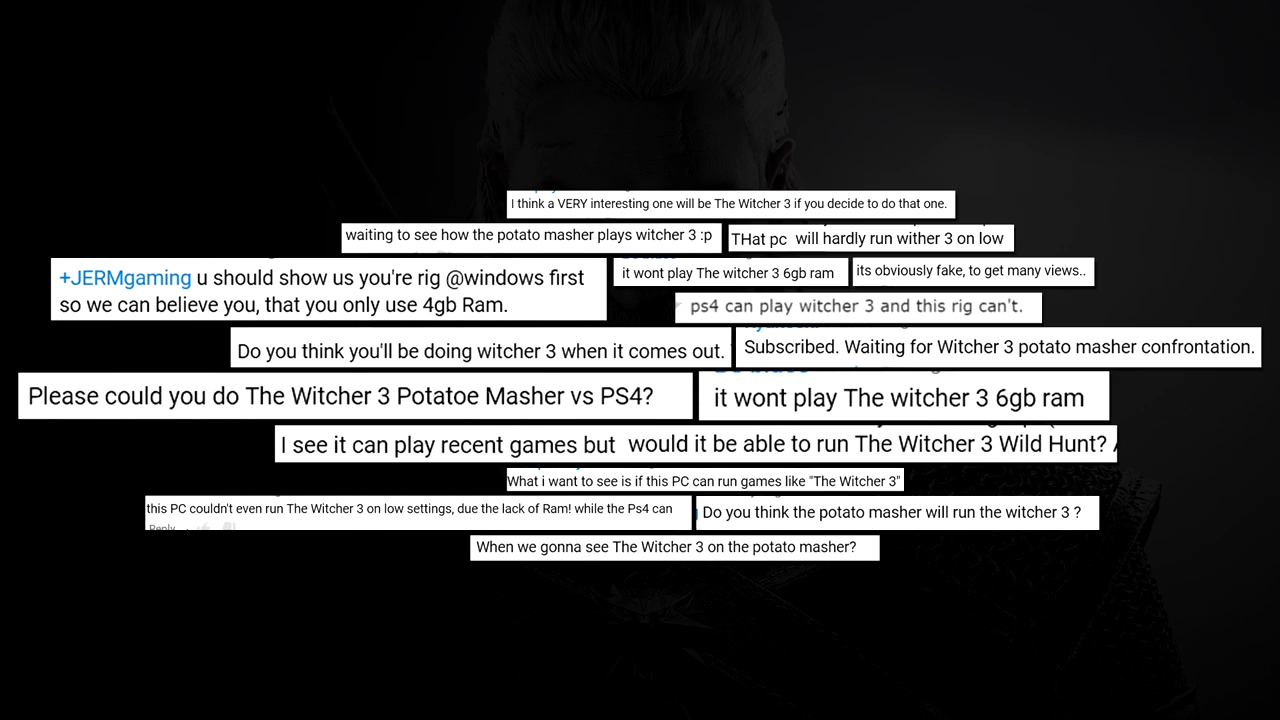 I think a VERY interesting one will be The Witcher 3 if you decide to do that one.
waiting to see how the potato masher plays witcher 3 :p
THat pc will hardly run wither 3 on low
+JERMgaming u should show us you're rig @windows first
so we can believe you, that you only use 4gb Ram.
it wont play The witcher 3 6gb ram
its obviously fake, to get many views..
ps4 can play witcher 3 and this rig can't.
Do you think you'll be doing witcher 3 when it comes out.
Subscribed. Waiting for Witcher 3 potato masher confrontation.
Please could you do The Witcher 3 Potatoe Masher vs PS4?
it wont play The witcher 3 6gb ram
I see it can play recent games but would it be able to run The Witcher 3 Wild Hunt?
What i want to see is if this PC can run games like "The Witcher 3"
this PC couldn't even run The Witcher 3 on low settings, due the lack of Ram! while the Ps4 can
Reply
Do you think the potato masher will run the witcher 3 ?
When we gonna see The Witcher 3 on the potato masher?